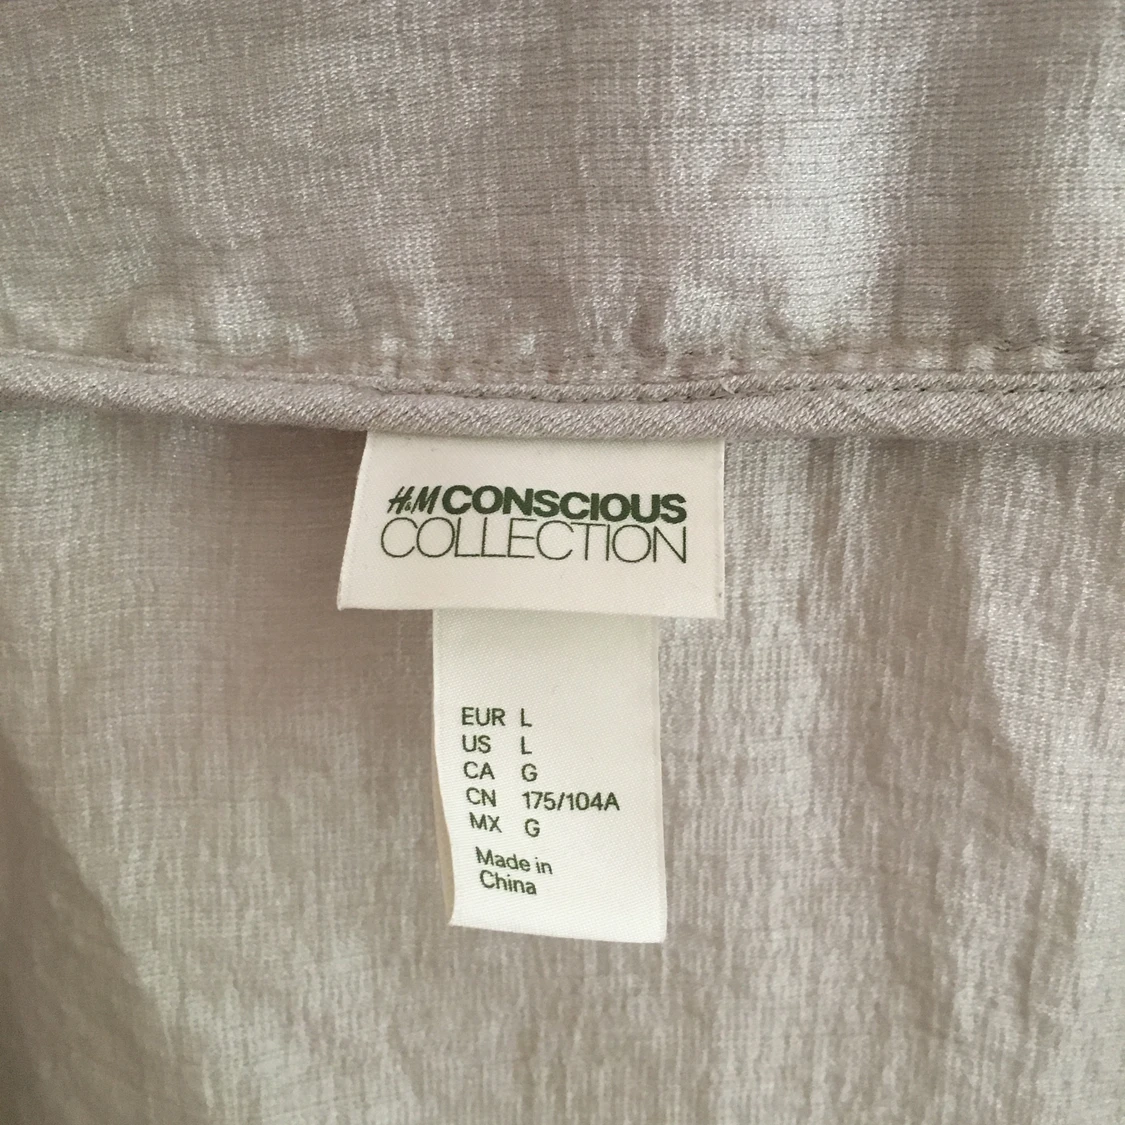 H&M CONSCIOUS
COLLECTION
EUR L
US L
CA G
CN 175/104A
MX G
Made in
China